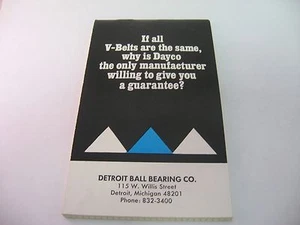 If all
V-Belts are the same,
why is Dayco
the only manufacturer
willing to give you
a guarantee?
DETROIT BALL BEARING CO.
115 W. Willis Street
Detroit, Michigan 48201
Phone: 832-3400